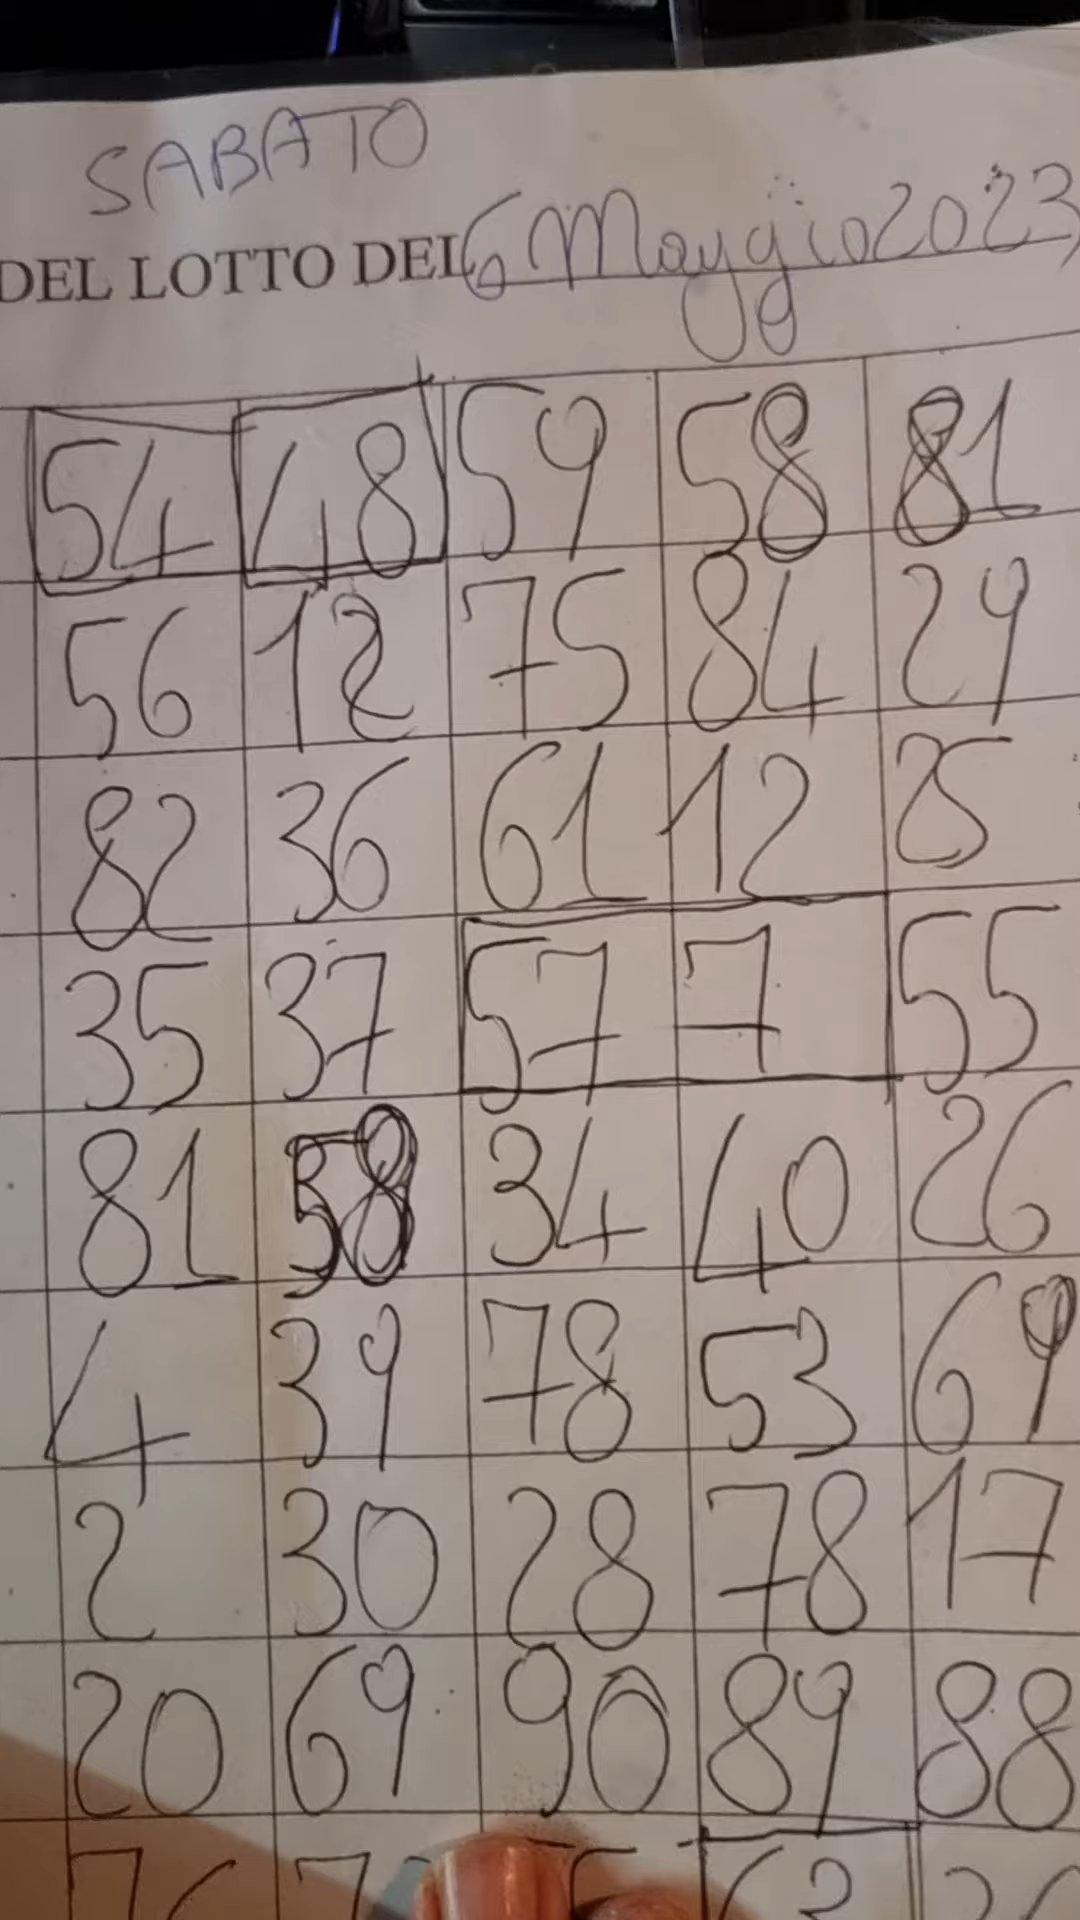 SABATO
DEL LOTTO DEL 6 Maggio 2023
54 48 59 58 81
56 12 75 84 29
82 36 61 12 25
35 37 57 7 55
81 58 34 40 26
4 39 78 53 69
2 30 28 78 17
20 69 90 89 88